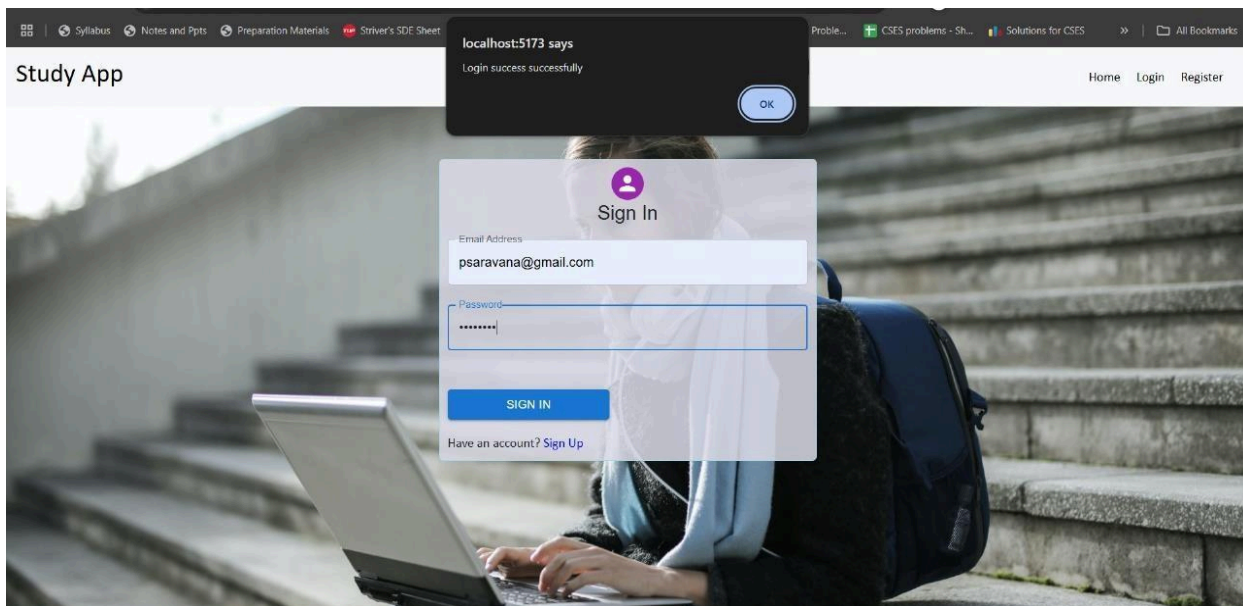 Syllabus Notes and Ppts Preparation Materials Striver's SDE Sheet Proble... CSES problems - Sh... Solutions for CSES » All Bookmarks
localhost:5173 says
Login success successfully
OK
Study App
Home Login Register
Sign In
Email Address
psaravana@gmail.com
Password
••••••••
SIGN IN
Have an account? Sign Up